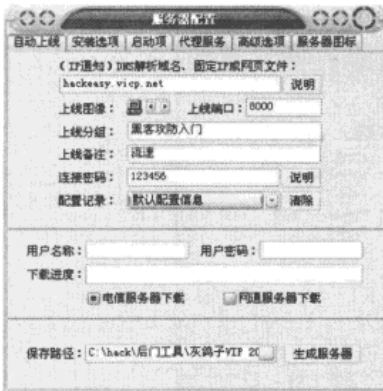 服务器配置
自动上线 安装选项 启动项 代理服务 高级选项 服务器图标
(IP通知)DNS解析域名、固定IP或网页文件:
hackeasy.vicp.net 说明
上线图像: 上线端口: 8000
上线分组: 黑客攻防入门
上线备注: 流速
连接密码: 123456 说明
配置记录: 默认配置信息 清除
用户名称: 用户密码:
下载进度:
电信服务器下载 网通服务器下载
保存路径: C:\hack\后门工具\灰鸽子VIP 20 生成服务器